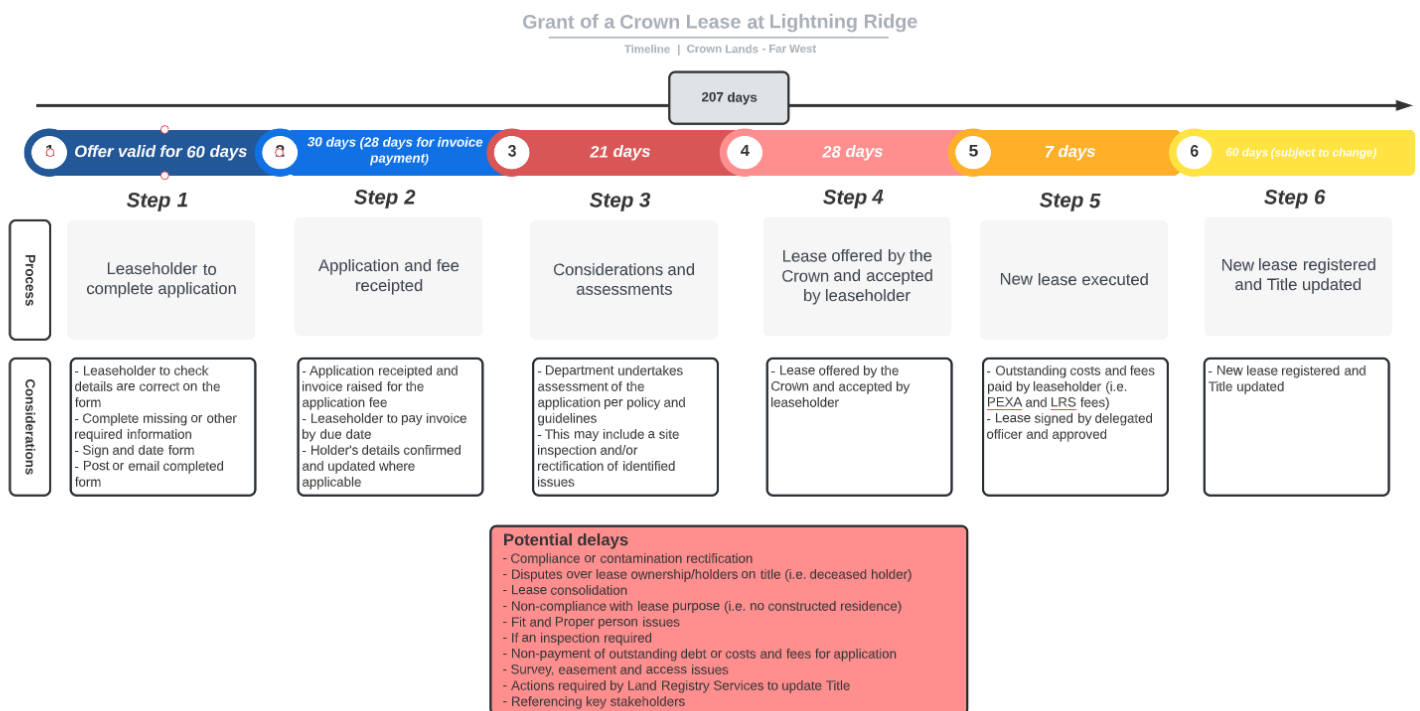 Grant of a Crown Lease at Lightning Ridge
Timeline | Crown Lands - Far West
207 days
1
Offer valid for 60 days
2
30 days (28 days for invoice
payment)
3
21 days
4
28 days
5
7 days
6
60 days (subject to change)
Step 1
Step 2
Step 3
Step 4
Step 5
Step 6
Process
Leaseholder to
complete application
Application and fee
receipted
Considerations and
assessments
Lease offered by the
Crown and accepted
by leaseholder
New lease executed
New lease registered
and Title updated
Considerations
- Leaseholder to check
details are correct on the
form
- Complete missing or other
required information
- Sign and date form
- Post or email completed
form
- Application receipted and
invoice raised for the
application fee
- Leaseholder to pay invoice
by due date
- Holder's details confirmed
and updated where
applicable
- Department undertakes
assessment of the
application per policy and
guidelines
- This may include a site
inspection and/or
rectification of identified
issues
- Lease offered by the
Crown and accepted by
leaseholder
- Outstanding costs and fees
paid by leaseholder (i.e.
PEXA and LRS fees)
- Lease signed by delegated
officer and approved
- New lease registered and
Title updated
Potential delays
- Compliance or contamination rectification
- Disputes over lease ownership/holders on title (i.e. deceased holder)
- Lease consolidation
- Non-compliance with lease purpose (i.e. no constructed residence)
- Fit and Proper person issues
- If an inspection required
- Non-payment of outstanding debt or costs and fees for application
- Survey, easement and access issues
- Actions required by Land Registry Services to update Title
- Referencing key stakeholders